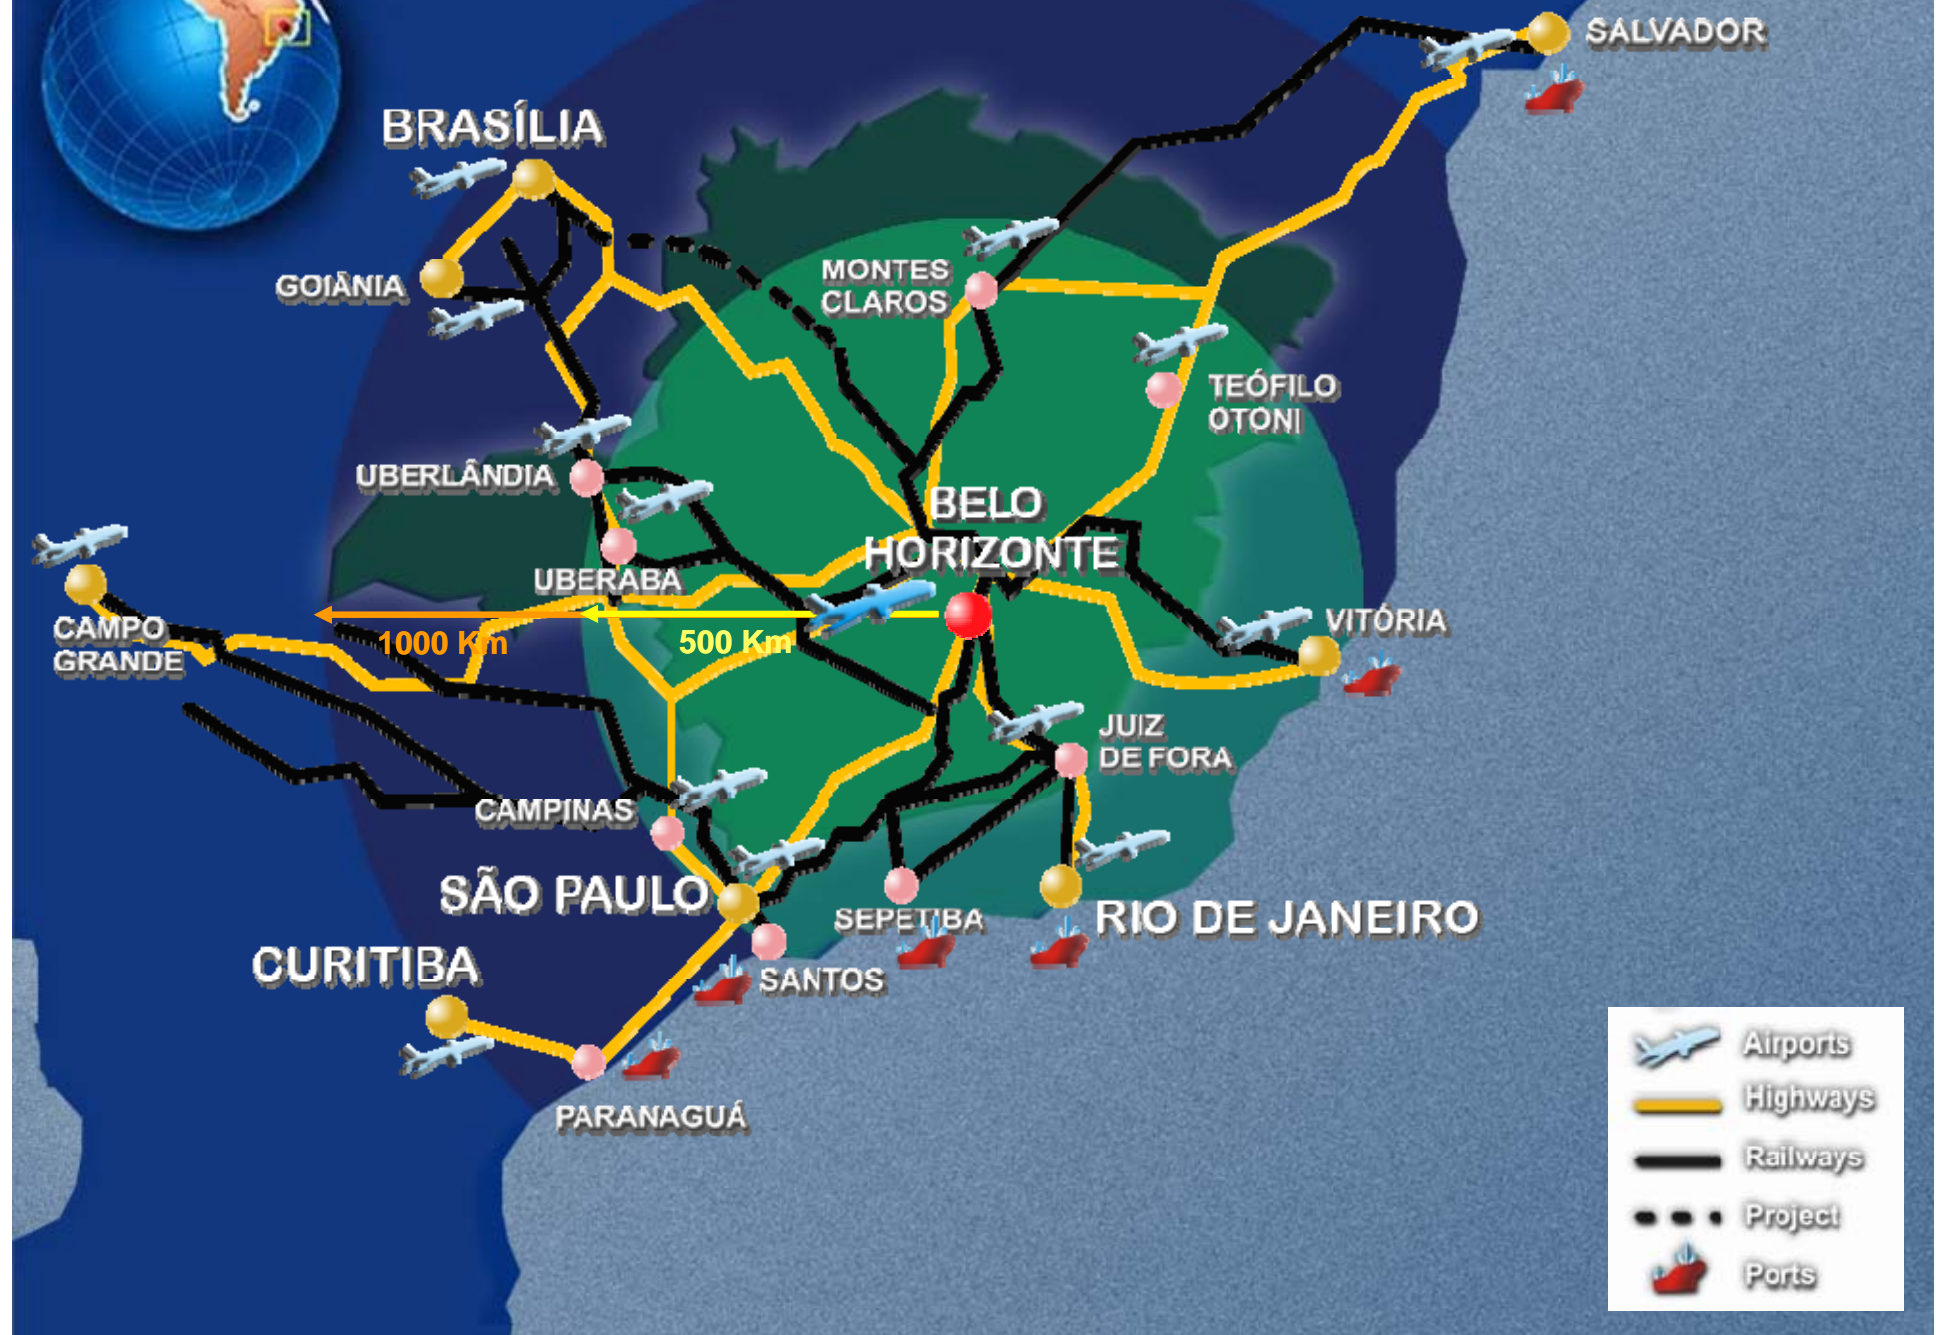 SALVADOR
BRASÍLIA
GOIÂNIA
MONTES
CLAROS
TEÓFILO
OTONI
UBERLÂNDIA
BELO
HORIZONTE
UBERABA
CAMPO
GRANDE
1000 Km
500 Km
VITÓRIA
JUIZ
DE FORA
CAMPINAS
SÃO PAULO
SEPETIBA
RIO DE JANEIRO
CURITIBA
SANTOS
PARANAGUÁ
Airports
Highways
Railways
Project
Ports